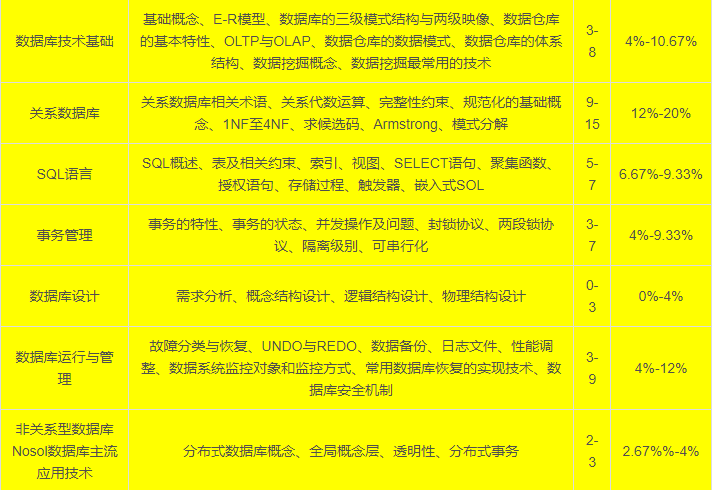 数据库技术基础
基础概念、E-R模型、数据库的三级模式结构与两级映像、数据仓库
的基本特性、OLTP与OLAP、数据仓库的数据模式、数据仓库的体系
结构、数据挖掘概念、数据挖掘最常用的技术
3-
8
4%-10.67%
关系数据库
关系数据库相关术语、关系代数运算、完整性约束、规范化的基础概
念、1NF至4NF、求候选码、Armstrong、模式分解
9-
15
12%-20%
SQL语言
SQL概述、表及相关约束、索引、视图、SELECT语句、聚集函数、
授权语句、存储过程、触发器、嵌入式SOL
5-
7
6.67%-9.33%
事务管理
事务的特性、事务的状态、并发操作及问题、封锁协议、两段锁协
议、隔离级别、可串行化
3-
7
4%-9.33%
数据库设计
需求分析、概念结构设计、逻辑结构设计、物理结构设计
0-
3
0%-4%
数据库运行与管
理
故障分类与恢复、UNDO与REDO、数据备份、日志文件、性能调
整、数据系统监控对象和监控方式、常用数据库恢复的实现技术、数
据库安全机制
3-
9
4%-12%
非关系型数据库
Nosol数据库主流
应用技术
分布式数据库概念、全局概念层、透明性、分布式事务
2-
3
2.67%%-4%